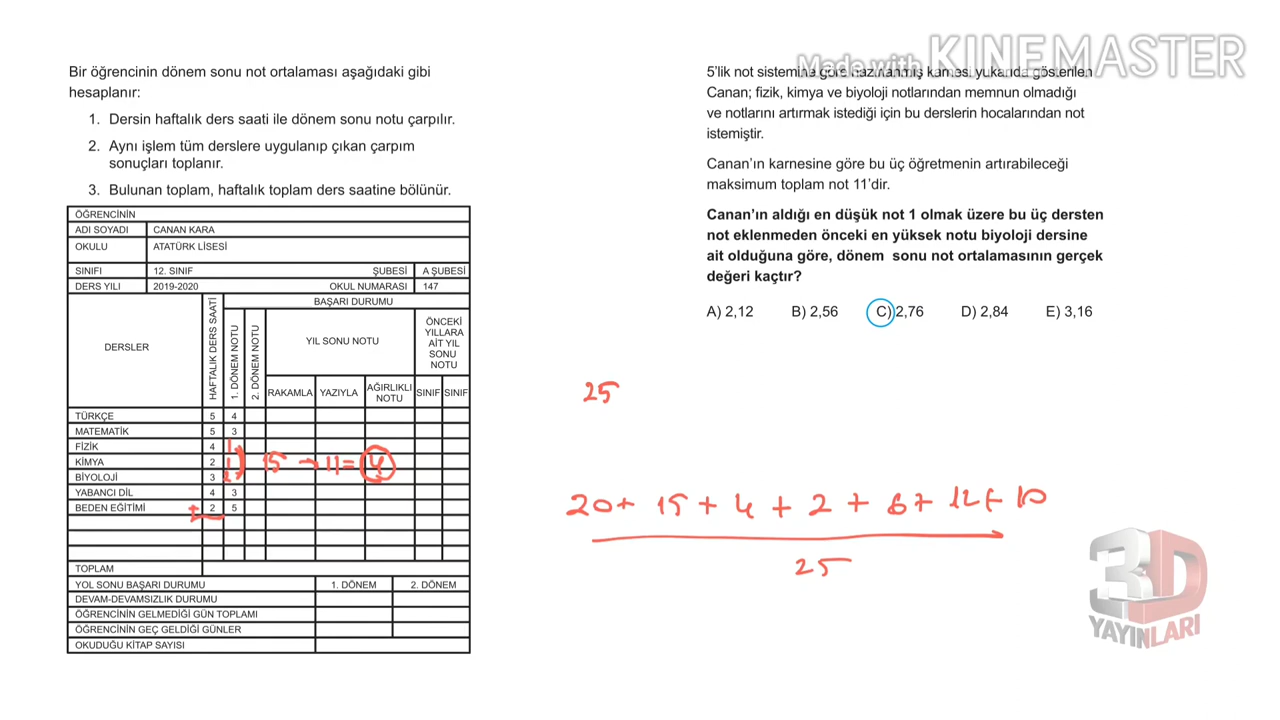 Made with KINEMASTER
Bir öğrencinin dönem sonu not ortalaması aşağıdaki gibi
hesaplanır:
1. Dersin haftalık ders saati ile dönem sonu notu çarpılır.
2. Aynı işlem tüm derslere uygulanıp çıkan çarpım
sonuçları toplanır.
3. Bulunan toplam, haftalık toplam ders saatine bölünür.
ÖĞRENCİNİN
ADI SOYADI CANAN KARA
OKULU ATATÜRK LİSESİ
SINIFI 12. SINIF ŞUBESİ A ŞUBESİ
DERS YILI 2019-2020 OKUL NUMARASI 147
DERSLER
HAFTALIK DERS SAATİ
BAŞARI DURUMU
1. DÖNEM NOTU
2. DÖNEM NOTU
YIL SONU NOTU
ÖNCEKİ
YILLARA
AİT YIL
SONU
NOTU
RAKAMLA YAZIYLA AĞIRLIKLI NOTU SINIF SINIF
TÜRKÇE 5 4
MATEMATİK 5 3
FİZİK 4 1
KİMYA 2 1
BİYOLOJİ 3
15 → 11 = 4
YABANCI DİL 4 3
BEDEN EĞİTİMİ + 2 5
TOPLAM
YOL SONU BAŞARI DURUMU 1. DÖNEM 2. DÖNEM
DEVAM-DEVAMSIZLIK DURUMU
ÖĞRENCİNİN GELMEDİĞİ GÜN TOPLAMI
ÖĞRENCİNİN GEÇ GELDİĞİ GÜNLER
OKUDUĞU KİTAP SAYISI
5'lik not sistemine göre hazırlanmış karnesi yukarıda gösterilen
Canan; fizik, kimya ve biyoloji notlarından memnun olmadığı
ve notlarını artırmak istediği için bu derslerin hocalarından not
istemiştir.
Canan'ın karnesine göre bu üç öğretmenin artırabileceği
maksimum toplam not 11'dir.
Canan'ın aldığı en düşük not 1 olmak üzere bu üç dersten
not eklenmeden önceki en yüksek notu biyoloji dersine
ait olduğuna göre, dönem sonu not ortalamasının gerçek
değeri kaçtır?
A) 2,12 B) 2,56 C) 2,76 D) 2,84 E) 3,16
25
20+ 15 + 4 + 2 + 6+ 12+ 10
25
3D
YAYINLARI